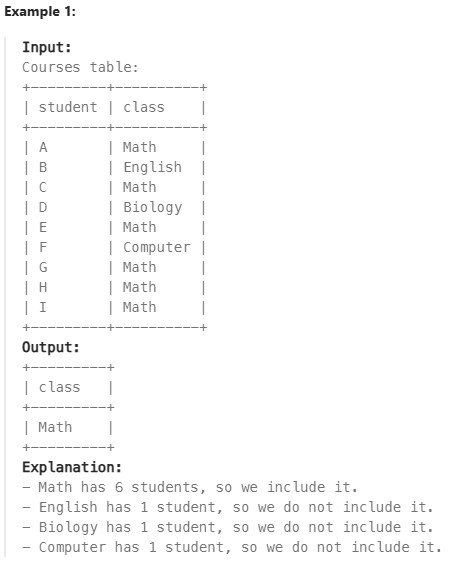 Example 1:
Input:
Courses table:
+---------+----------+
| student | class    |
+---------+----------+
| A       | Math     |
| B       | English  |
| C       | Math     |
| D       | Biology  |
| E       | Math     |
| F       | Computer |
| G       | Math     |
| H       | Math     |
| I       | Math     |
+---------+----------+
Output:
+---------+
| class   |
+---------+
| Math    |
+---------+
Explanation:
- Math has 6 students, so we include it.
- English has 1 student, so we do not include it.
- Biology has 1 student, so we do not include it.
- Computer has 1 student, so we do not include it.